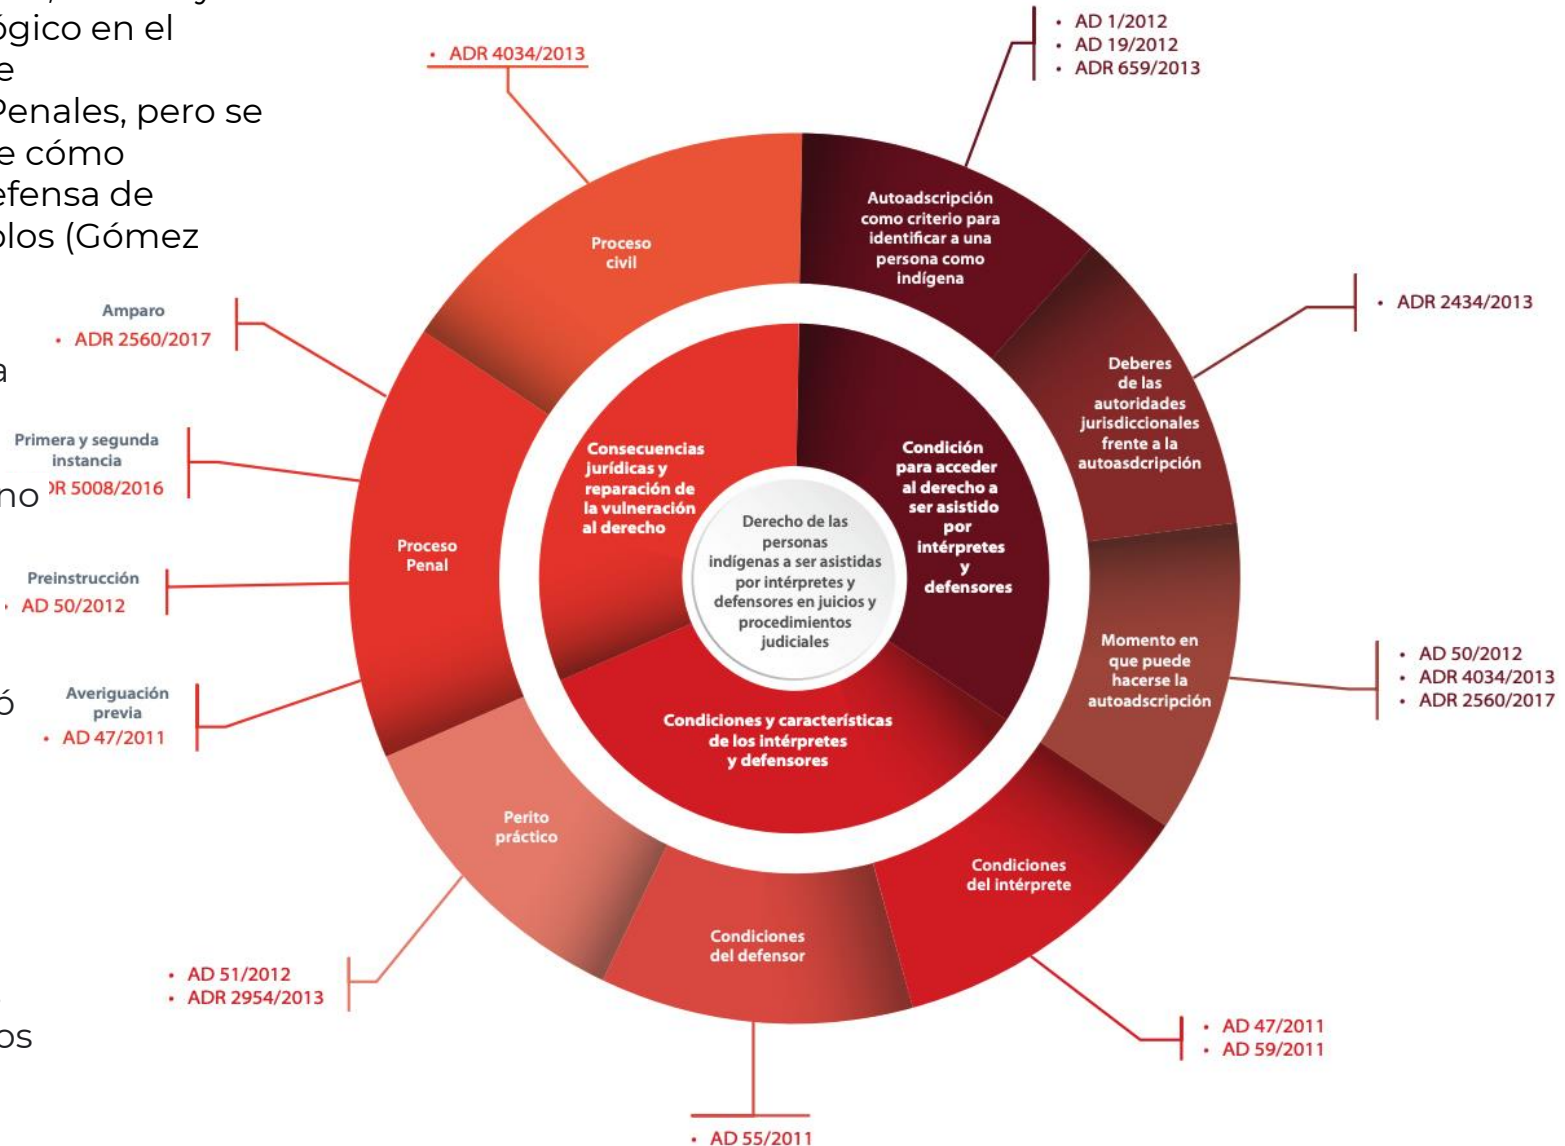 ógico en el
e
Penales, pero se
e cómo
efensa de
blos (Gómez
a
no
ó
os
• ADR 4034/2013
• AD 1/2012
• AD 19/2012
• ADR 659/2013
Proceso
civil
Autoadscripción
como criterio para
identificar a una
persona como
indígena
Amparo
• ADR 2560/2017
• ADR 2434/2013
Deberes
de las
autoridades
jurisdiccionales
frente a la
autoasdcripción
Primera y segunda
instancia
DR 5008/2016
Consecuencias
jurídicas y
reparación de
la vulneración
al derecho
Condición
para acceder
al derecho a
ser asistido
por
intérpretes
y
defensores
Derecho de las
personas
indígenas a ser asistidas
por intérpretes y
defensores en juicios y
procedimientos
judiciales
Proceso
Penal
Preinstrucción
• AD 50/2012
Momento en
que puede
hacerse la
autoadscripción
• AD 50/2012
• ADR 4034/2013
• ADR 2560/2017
Averiguación
previa
• AD 47/2011
Condiciones y características
de los intérpretes
y defensores
Perito
práctico
Condiciones
del intérprete
Condiciones
del defensor
• AD 51/2012
• ADR 2954/2013
• AD 47/2011
• AD 59/2011
• AD 55/2011